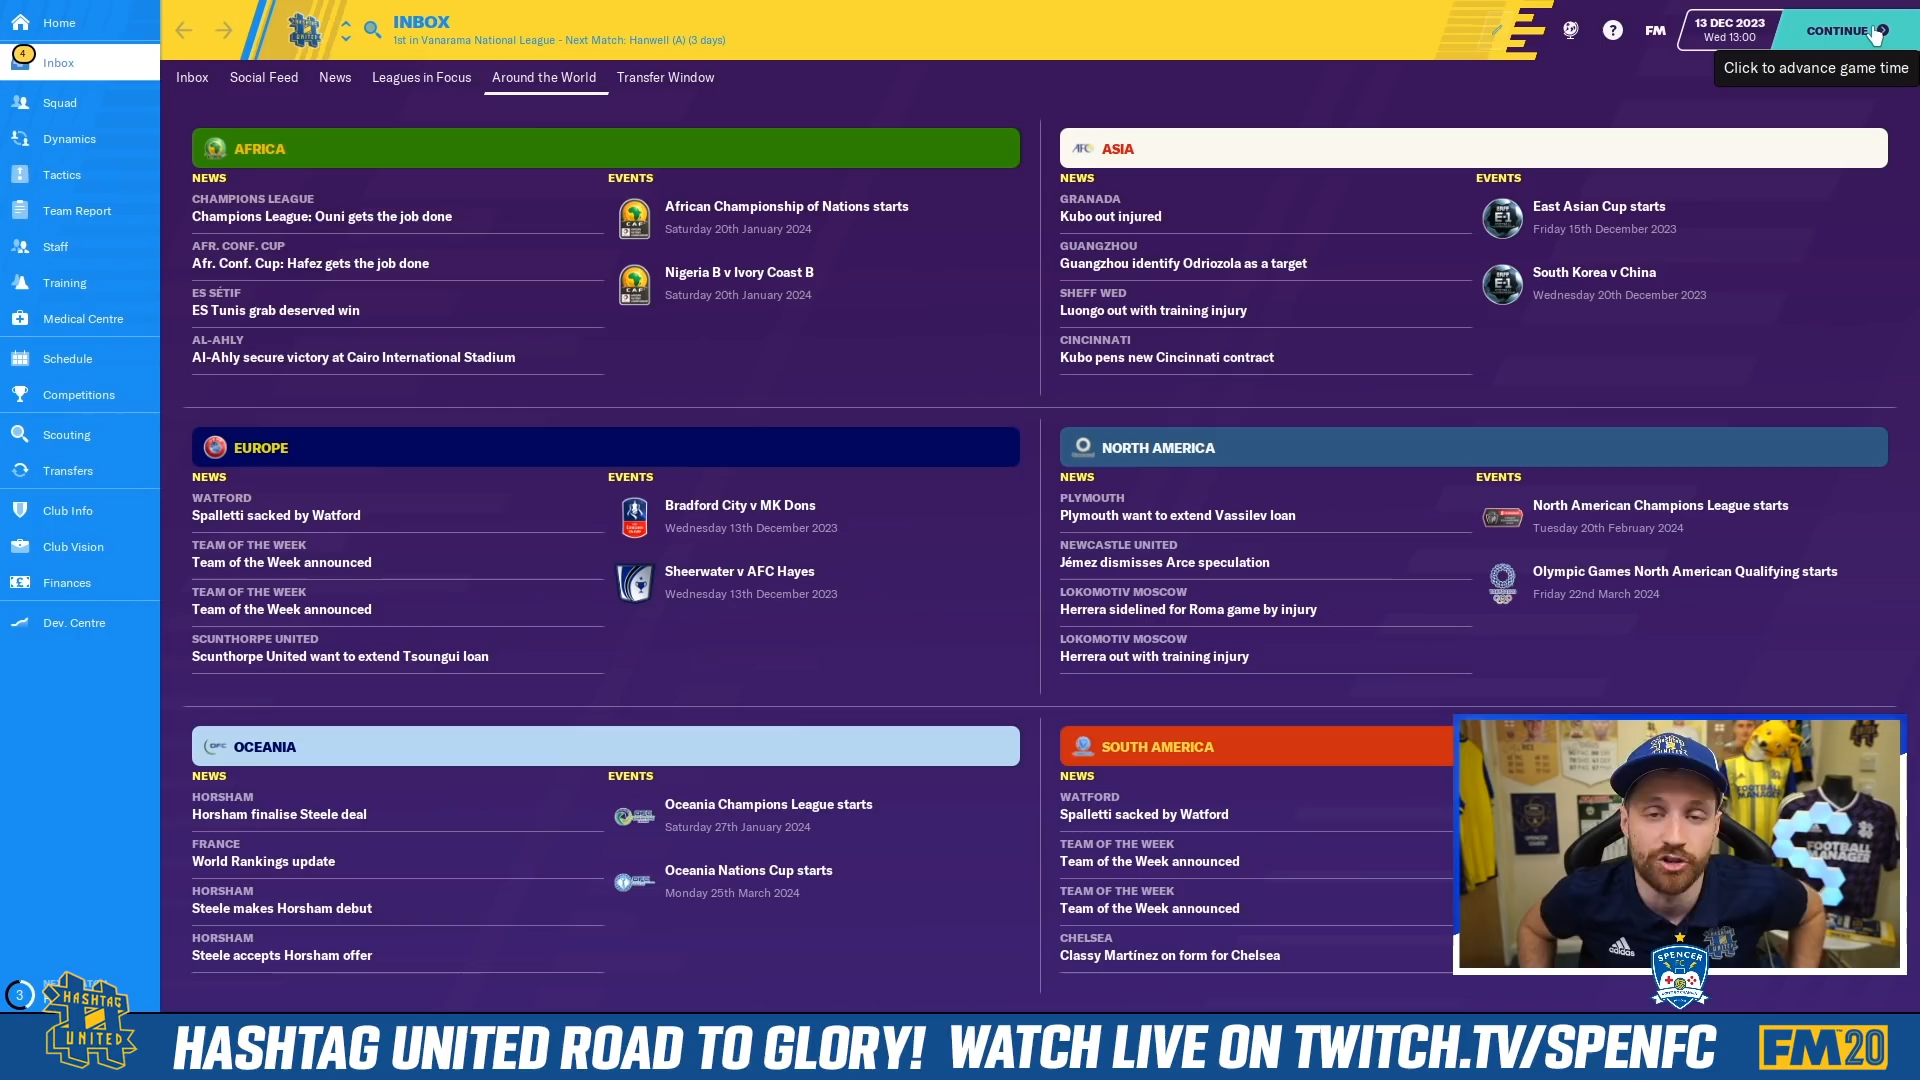 Home
4
Inbox
Squad
Dynamics
Tactics
Team Report
Staff
Training
Medical Centre
Schedule
Competitions
Scouting
Transfers
Club Info
Club Vision
Finances
Dev. Centre
3
INBOX
1st in Vanarama National League - Next Match: Hanwell (A) (3 days)
?
FM
13 DEC 2023
Wed 13:00
CONTINUE
Click to advance game time
Inbox
Social Feed
News
Leagues in Focus
Around the World
Transfer Window
AFRICA
NEWS
CHAMPIONS LEAGUE
Champions League: Ouni gets the job done
AFR. CONF. CUP
Afr. Conf. Cup: Hafez gets the job done
ES SÉTIF
ES Tunis grab deserved win
AL-AHLY
Al-Ahly secure victory at Cairo International Stadium
EVENTS
African Championship of Nations starts
Saturday 20th January 2024
Nigeria B v Ivory Coast B
Saturday 20th January 2024
AFC
ASIA
NEWS
GRANADA
Kubo out injured
GUANGZHOU
Guangzhou identify Odriozola as a target
SHEFF WED
Luongo out with training injury
CINCINNATI
Kubo pens new Cincinnati contract
EVENTS
East Asian Cup starts
Friday 15th December 2023
South Korea v China
Wednesday 20th December 2023
EUROPE
NEWS
WATFORD
Spalletti sacked by Watford
TEAM OF THE WEEK
Team of the Week announced
TEAM OF THE WEEK
Team of the Week announced
SCUNTHORPE UNITED
Scunthorpe United want to extend Tsoungui loan
EVENTS
Bradford City v MK Dons
Wednesday 13th December 2023
Sheerwater v AFC Hayes
Wednesday 13th December 2023
NORTH AMERICA
NEWS
PLYMOUTH
Plymouth want to extend Vassilev loan
NEWCASTLE UNITED
Jémez dismisses Arce speculation
LOKOMOTIV MOSCOW
Herrera sidelined for Roma game by injury
LOKOMOTIV MOSCOW
Herrera out with training injury
EVENTS
North American Champions League starts
Tuesday 20th February 2024
Olympic Games North American Qualifying starts
Friday 22nd March 2024
OFC
OCEANIA
NEWS
HORSHAM
Horsham finalise Steele deal
FRANCE
World Rankings update
HORSHAM
Steele makes Horsham debut
HORSHAM
Steele accepts Horsham offer
EVENTS
Oceania Champions League starts
Saturday 27th January 2024
Oceania Nations Cup starts
Monday 25th March 2024
SOUTH AMERICA
NEWS
WATFORD
Spalletti sacked by Watford
TEAM OF THE WEEK
Team of the Week announced
TEAM OF THE WEEK
Team of the Week announced
CHELSEA
Classy Martínez on form for Chelsea
FOOTBALL
MANAGER
FOOTBALL
MANAGER
adidas
SPENCER
FC
HASHTAG
UNITED
HASHTAG UNITED ROAD TO GLORY! WATCH LIVE ON TWITCH.TV/SPENFC
FM20